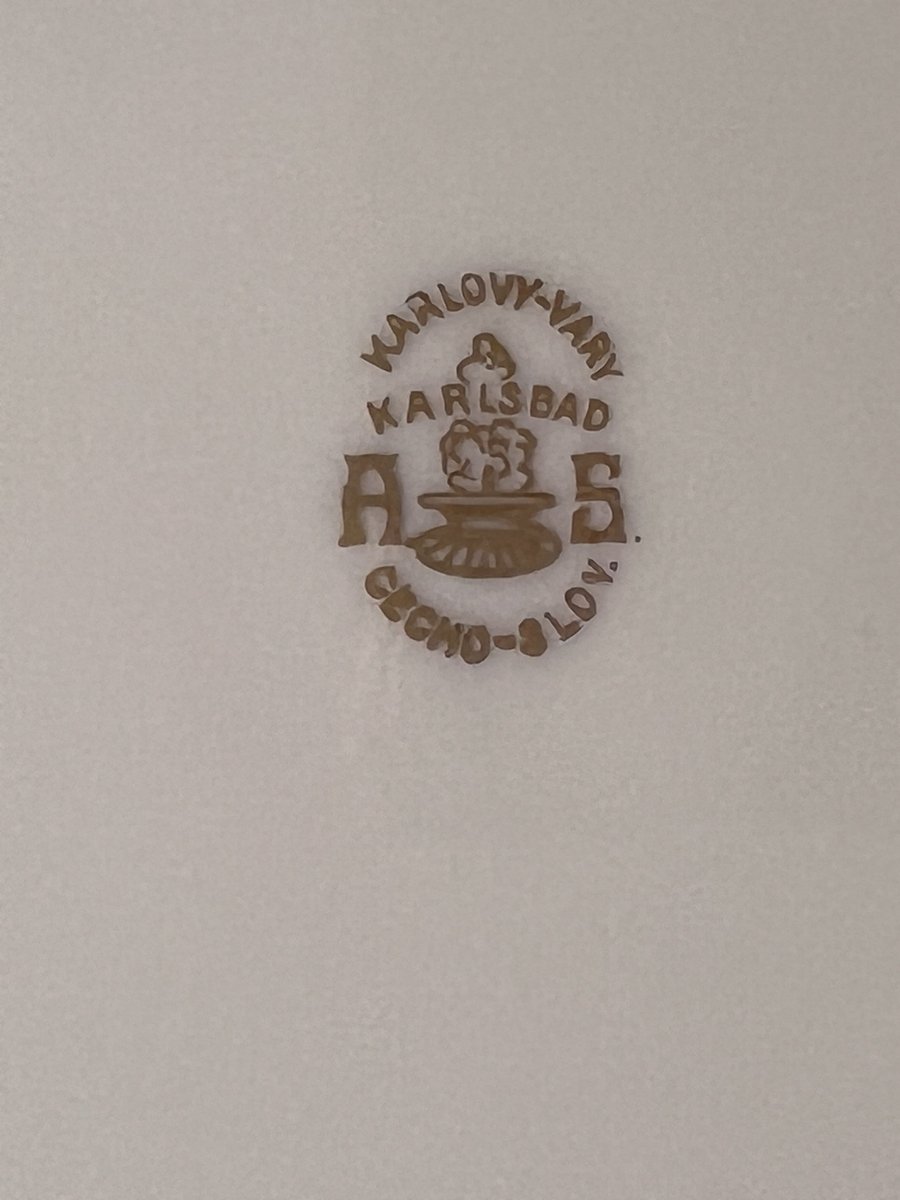 KARLOVY-VARY
KARLSBAD
A S.
CECHO-SLOV.